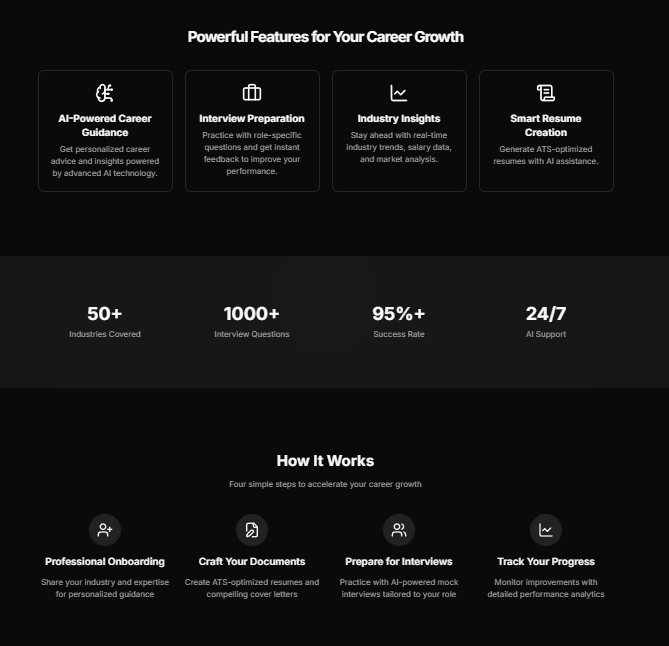 Powerful Features for Your Career Growth
AI-Powered Career
Guidance
Get personalized career
advice and insights powered
by advanced AI technology.
Interview Preparation
Practice with role-specific
questions and get instant
feedback to improve your
performance.
Industry Insights
Stay ahead with real-time
industry trends, salary data,
and market analysis.
Smart Resume
Creation
Generate ATS-optimized
resumes with AI assistance.
50+
Industries Covered
1000+
Interview Questions
95%+
Success Rate
24/7
AI Support
How It Works
Four simple steps to accelerate your career growth
Professional Onboarding
Share your industry and expertise
for personalized guidance
Craft Your Documents
Create ATS-optimized resumes and
compelling cover letters
Prepare for Interviews
Practice with AI-powered mock
interviews tailored to your role
Track Your Progress
Monitor improvements with
detailed performance analytics